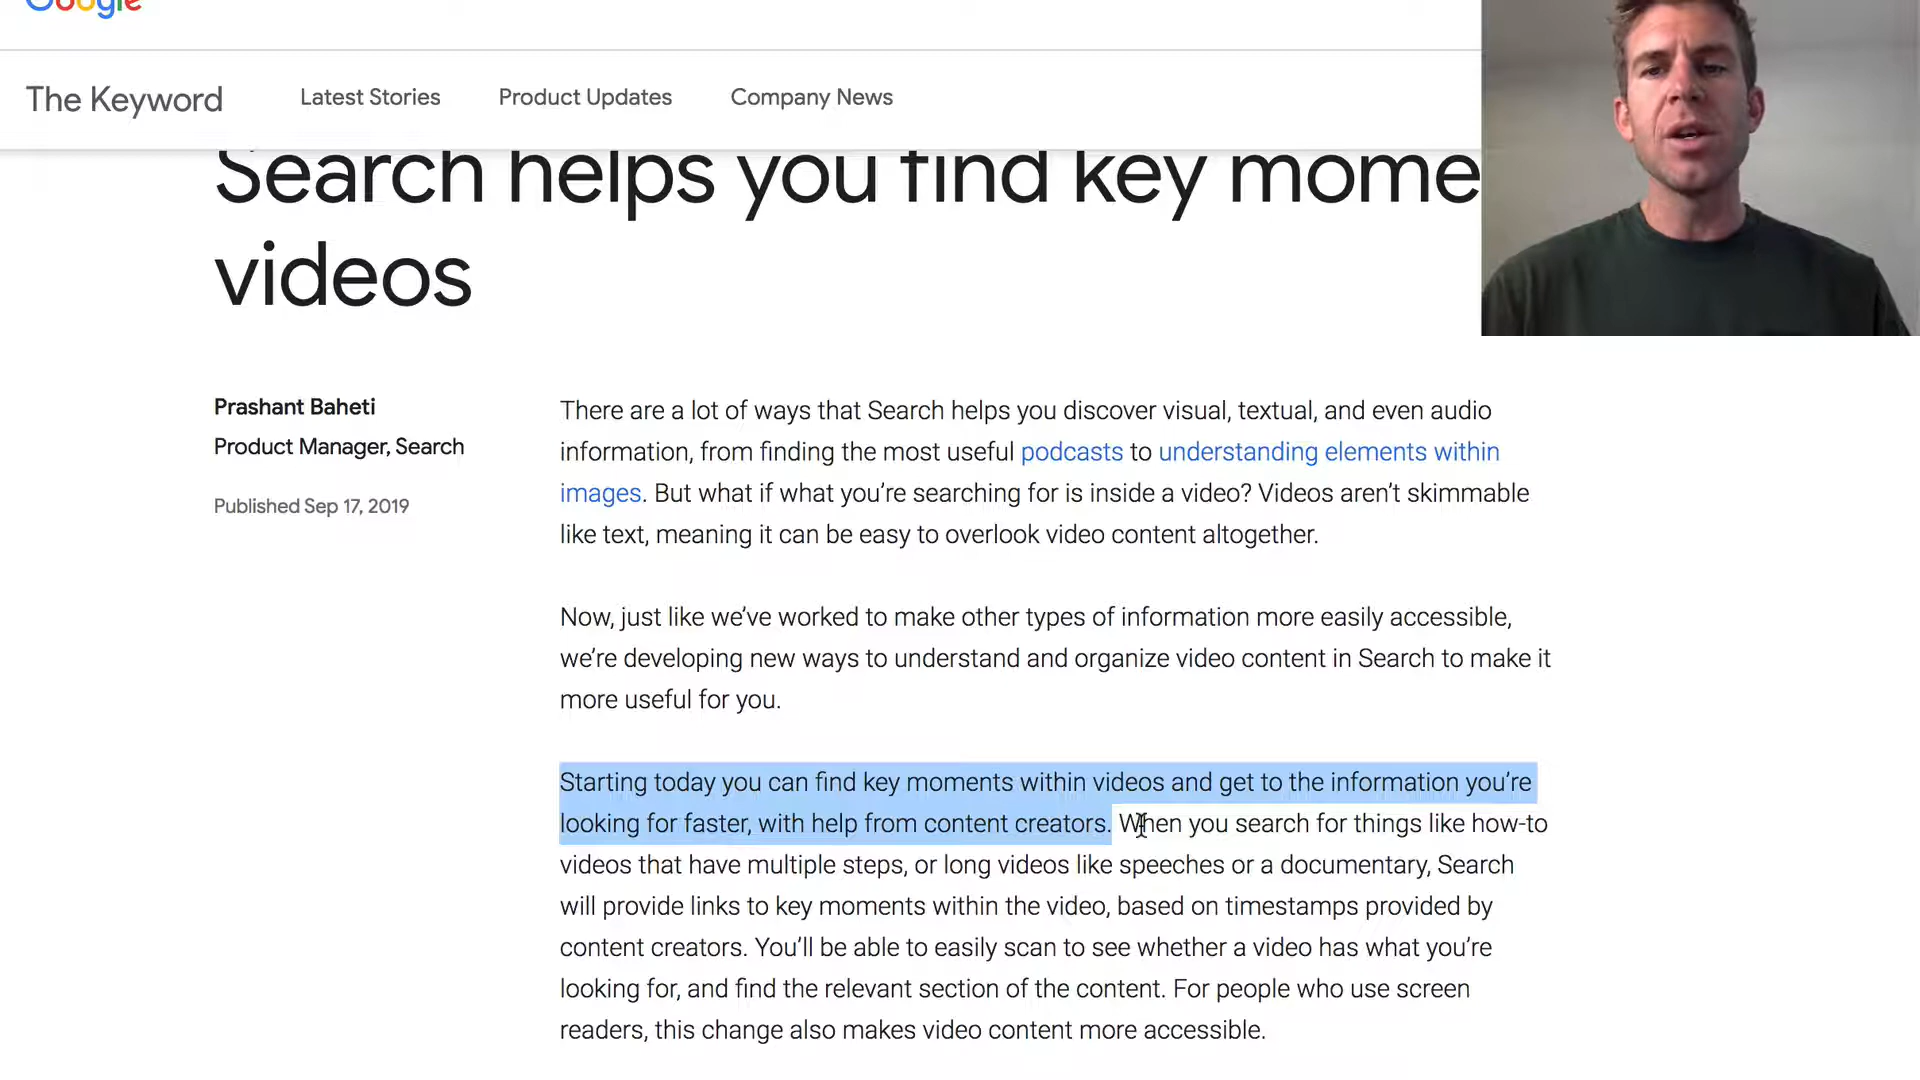 Google
The Keyword
Latest Stories
Product Updates
Company News
Search helps you find key mome
videos
Prashant Baheti
Product Manager, Search
Published Sep 17, 2019
There are a lot of ways that Search helps you discover visual, textual, and even audio
information, from finding the most useful podcasts to understanding elements within
images. But what if what you’re searching for is inside a video? Videos aren’t skimmable
like text, meaning it can be easy to overlook video content altogether.
Now, just like we’ve worked to make other types of information more easily accessible,
we’re developing new ways to understand and organize video content in Search to make it
more useful for you.
Starting today you can find key moments within videos and get to the information you’re
looking for faster, with help from content creators. When you search for things like how-to
videos that have multiple steps, or long videos like speeches or a documentary, Search
will provide links to key moments within the video, based on timestamps provided by
content creators. You’ll be able to easily scan to see whether a video has what you’re
looking for, and find the relevant section of the content. For people who use screen
readers, this change also makes video content more accessible.